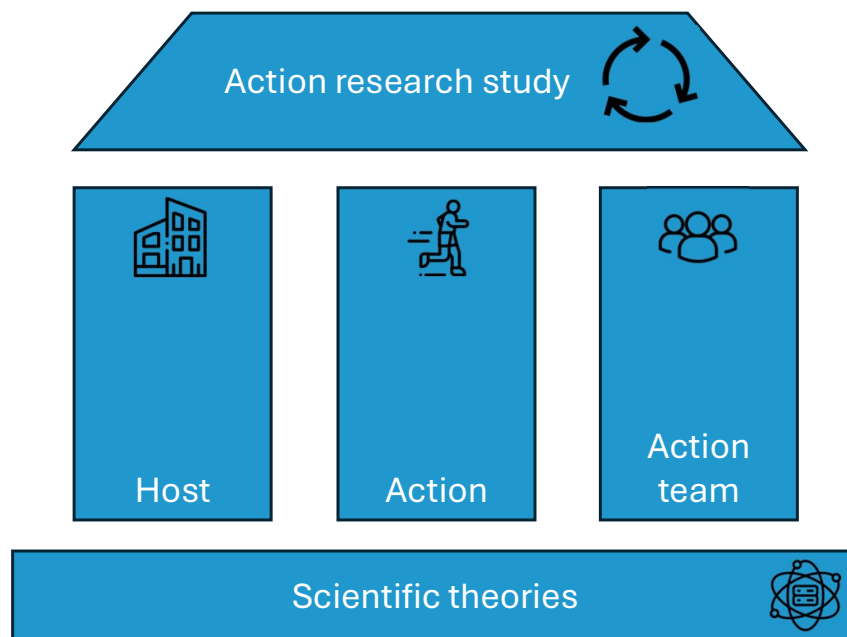 Action research study
Host
Action
Action
team
Scientific theories